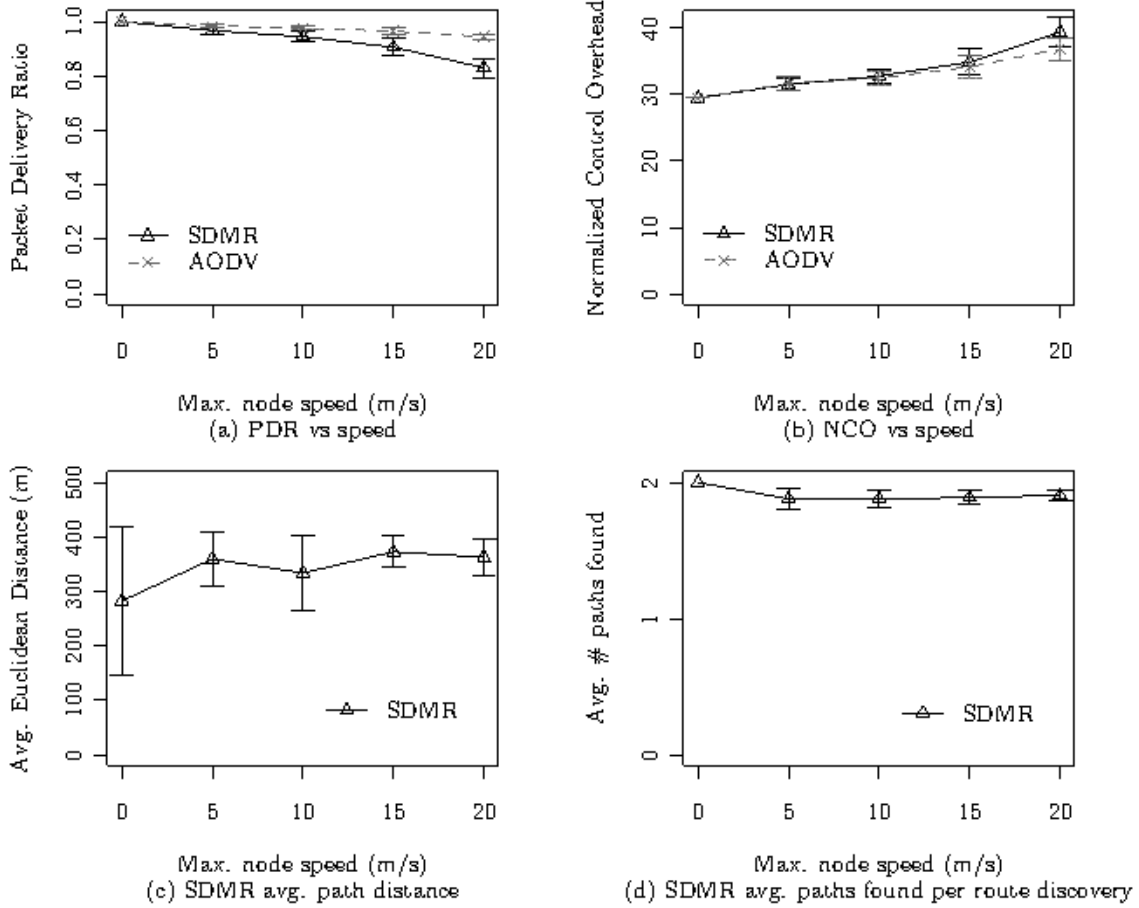 Packet Delivery Ratio
1.0
0.8
0.6
0.4
0.2
0.0
SDMR
AODV
0 5 10 15 20
Max. node speed (m/s)
(a) PDR vs speed
Normalized Control Overhead
40
30
20
10
0
SDMR
AODV
0 5 10 15 20
Max. node speed (m/s)
(b) NCO vs speed
Avg. Euclidean Distance (m)
500
400
300
200
100
0
SDMR
0 5 10 15 20
Max. node speed (m/s)
(c) SDMR avg. path distance
Avg. # paths found
2
1
0
SDMR
0 5 10 15 20
Max. node speed (m/s)
(d) SDMR avg. paths found per route discovery